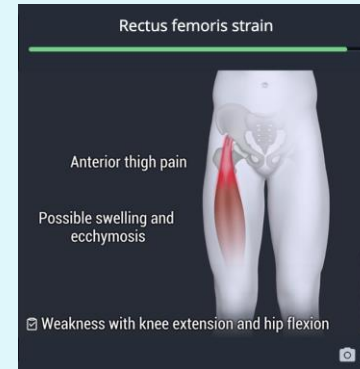 Rectus femoris strain
Anterior thigh pain
Possible swelling and
ecchymosis
Weakness with knee extension and hip flexion